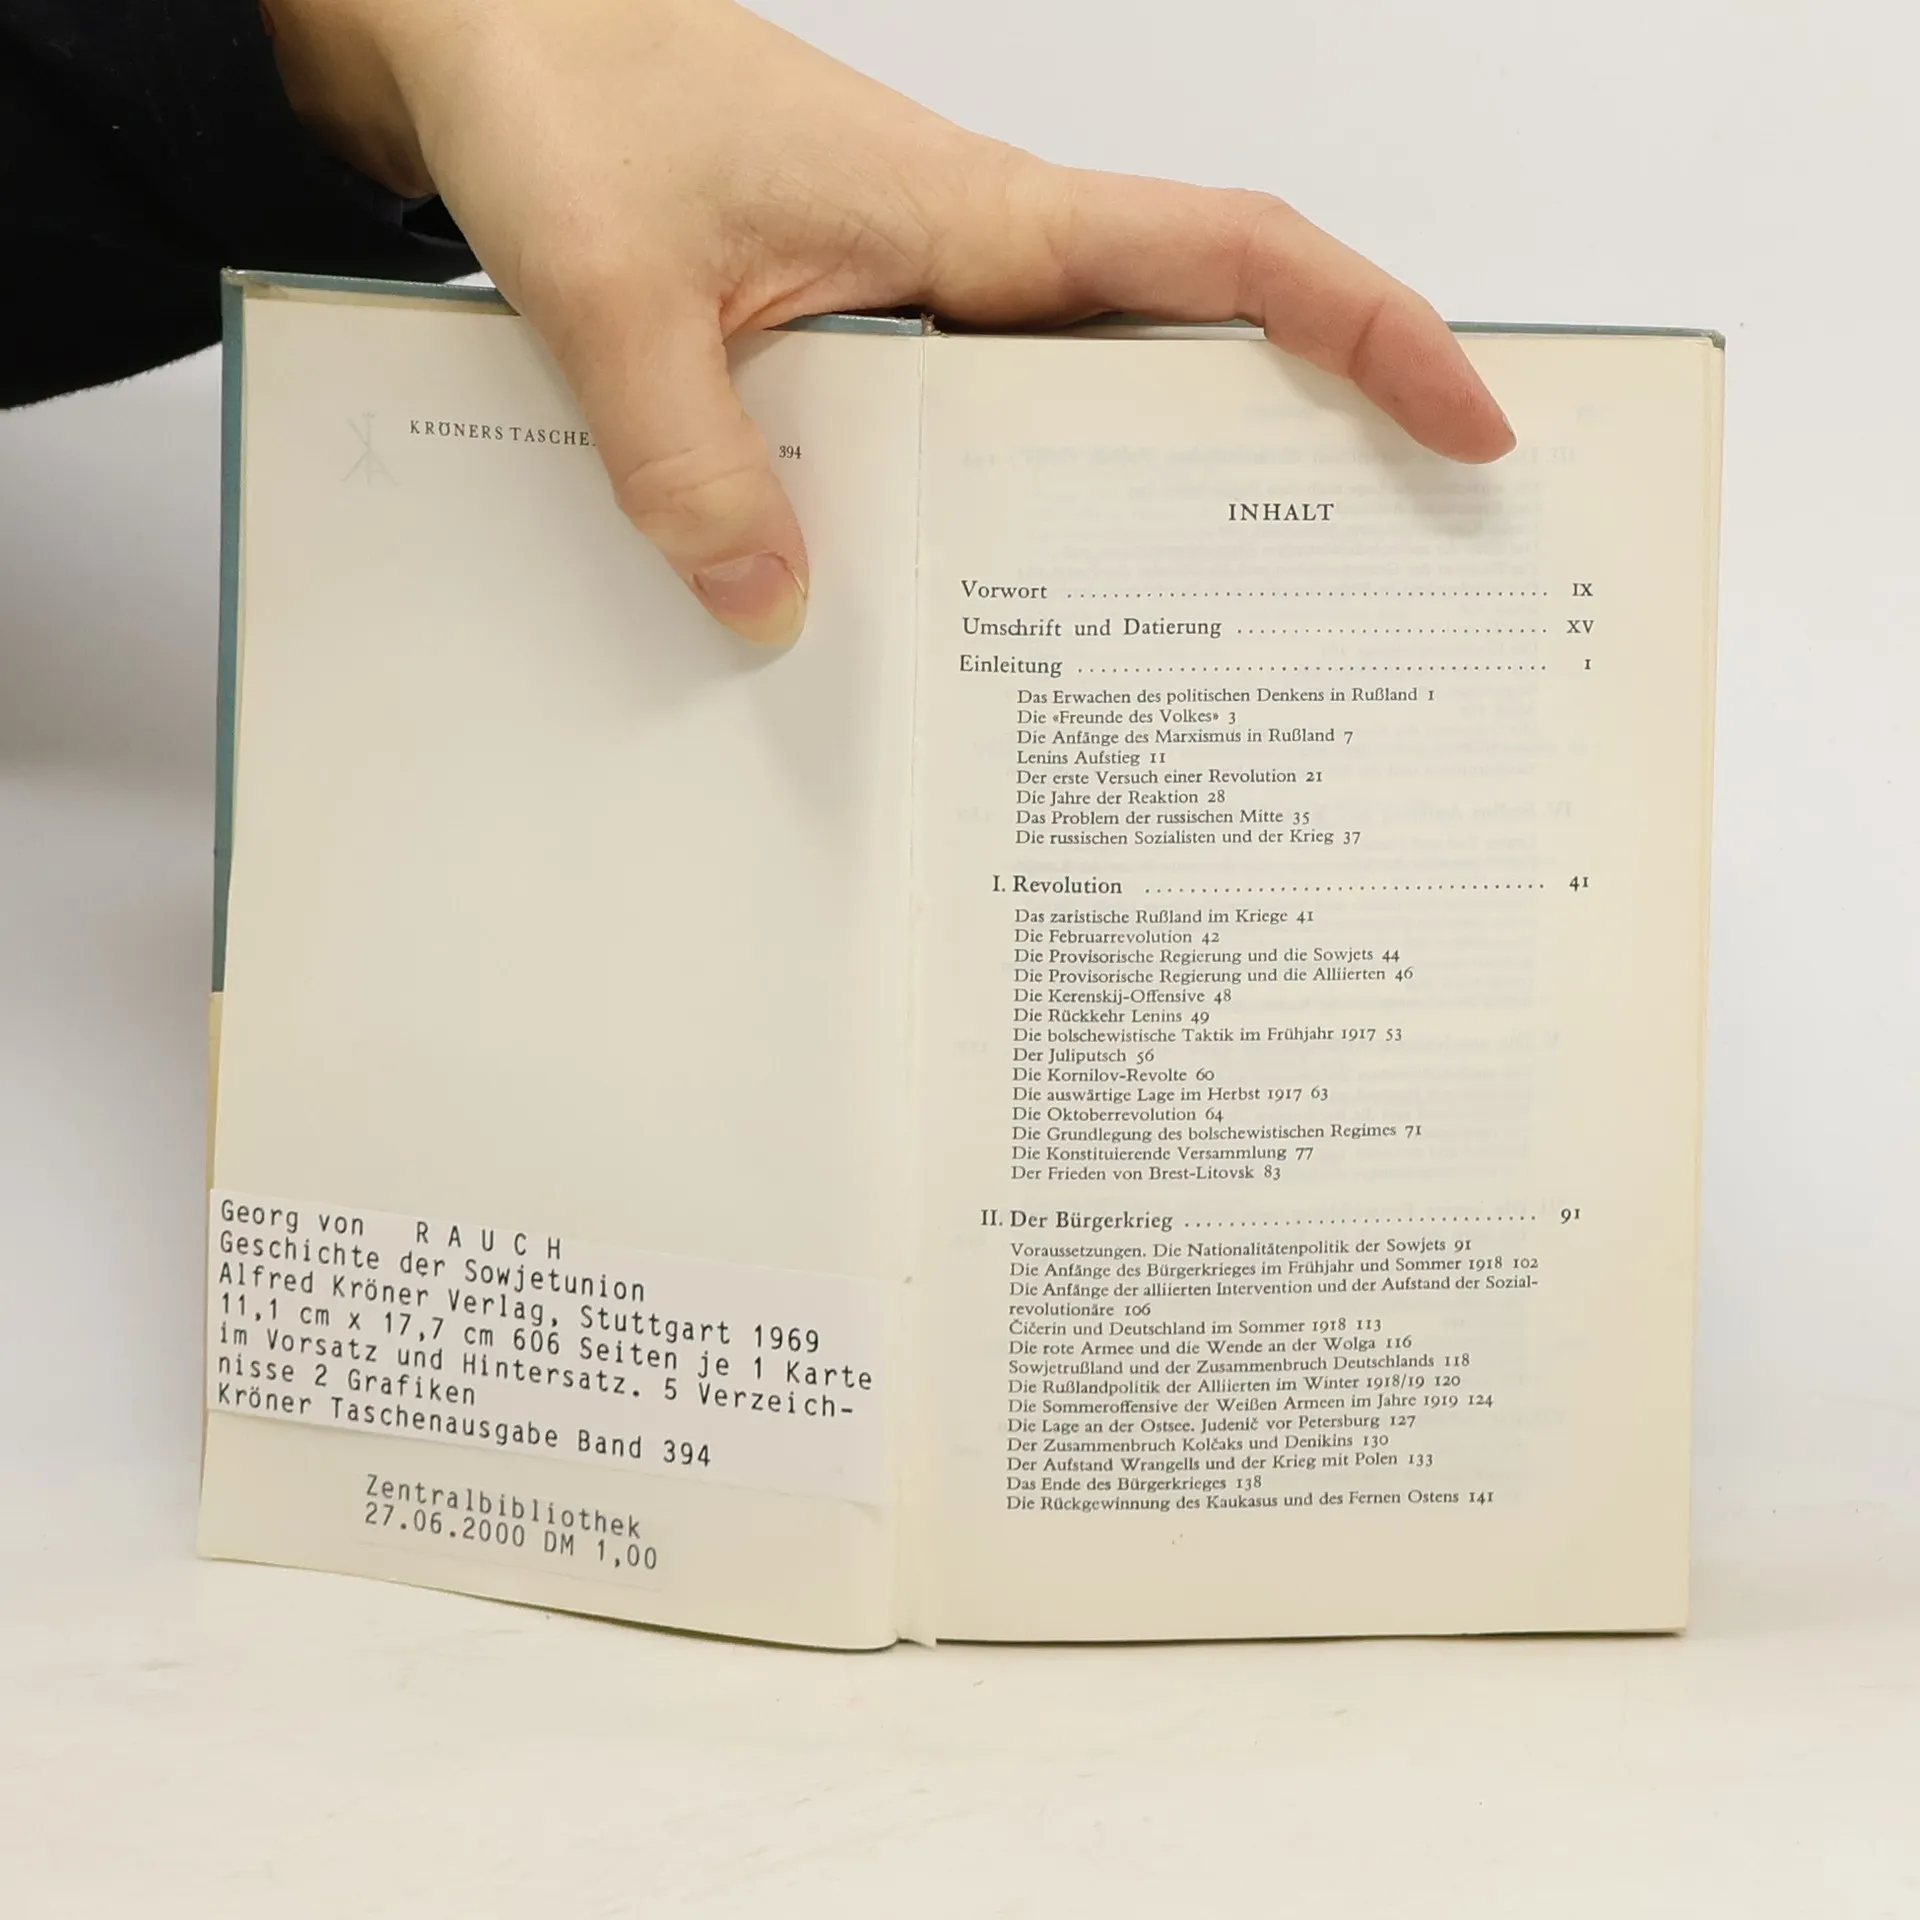 KRÖNERS TASCHE
394
Georg von R A U C H
Geschichte der Sowjetunion
Alfred Kröner Verlag, Stuttgart 1969
11,1 cm x 17,7 cm 606 Seiten je 1 Karte
im Vorsatz und Hintersatz. 5 Verzeich-
nisse 2 Grafiken
Kröner Taschenausgabe Band 394
Zentralbibliothek
27.06.2000 DM 1,00
INHALT
Vorwort ........ IX
Umschrift und Datierung ........ XV
Einleitung ........ 1
Das Erwachen des politischen Denkens in Rußland 1
Die «Freunde des Volkes» 3
Die Anfänge des Marxismus in Rußland 7
Lenins Aufstieg 11
Der erste Versuch einer Revolution 21
Die Jahre der Reaktion 28
Das Problem der russischen Mitte 35
Die russischen Sozialisten und der Krieg 37
I. Revolution ........ 41
Das zaristische Rußland im Kriege 41
Die Februarrevolution 42
Die Provisorische Regierung und die Sowjets 44
Die Provisorische Regierung und die Alliierten 46
Die Kerenskij-Offensive 48
Die Rückkehr Lenins 49
Die bolschewistische Taktik im Frühjahr 1917 53
Der Juliputsch 56
Die Kornilov-Revolte 60
Die auswärtige Lage im Herbst 1917 63
Die Oktoberrevolution 64
Die Grundlegung des bolschewistischen Regimes 71
Die Konstituierende Versammlung 77
Der Frieden von Brest-Litovsk 83
II. Der Bürgerkrieg ........ 91
Voraussetzungen. Die Nationalitätenpolitik der Sowjets 91
Die Anfänge des Bürgerkrieges im Frühjahr und Sommer 1918 102
Die Anfänge der alliierten Intervention und der Aufstand der Sozial-
revolutionäre 106
Čičerin und Deutschland im Sommer 1918 113
Die rote Armee und die Wende an der Wolga 116
Sowjetrußland und der Zusammenbruch Deutschlands 118
Die Rußlandpolitik der Alliierten im Winter 1918/19 120
Die Sommeroffensive der Weißen Armeen im Jahre 1919 124
Die Lage an der Ostsee. Judenič vor Petersburg 127
Der Zusammenbruch Kolčaks und Denikins 130
Der Aufstand Wrangells und der Krieg mit Polen 133
Das Ende des Bürgerkrieges 138
Die Rückgewinnung des Kaukasus und des Fernen Ostens 141